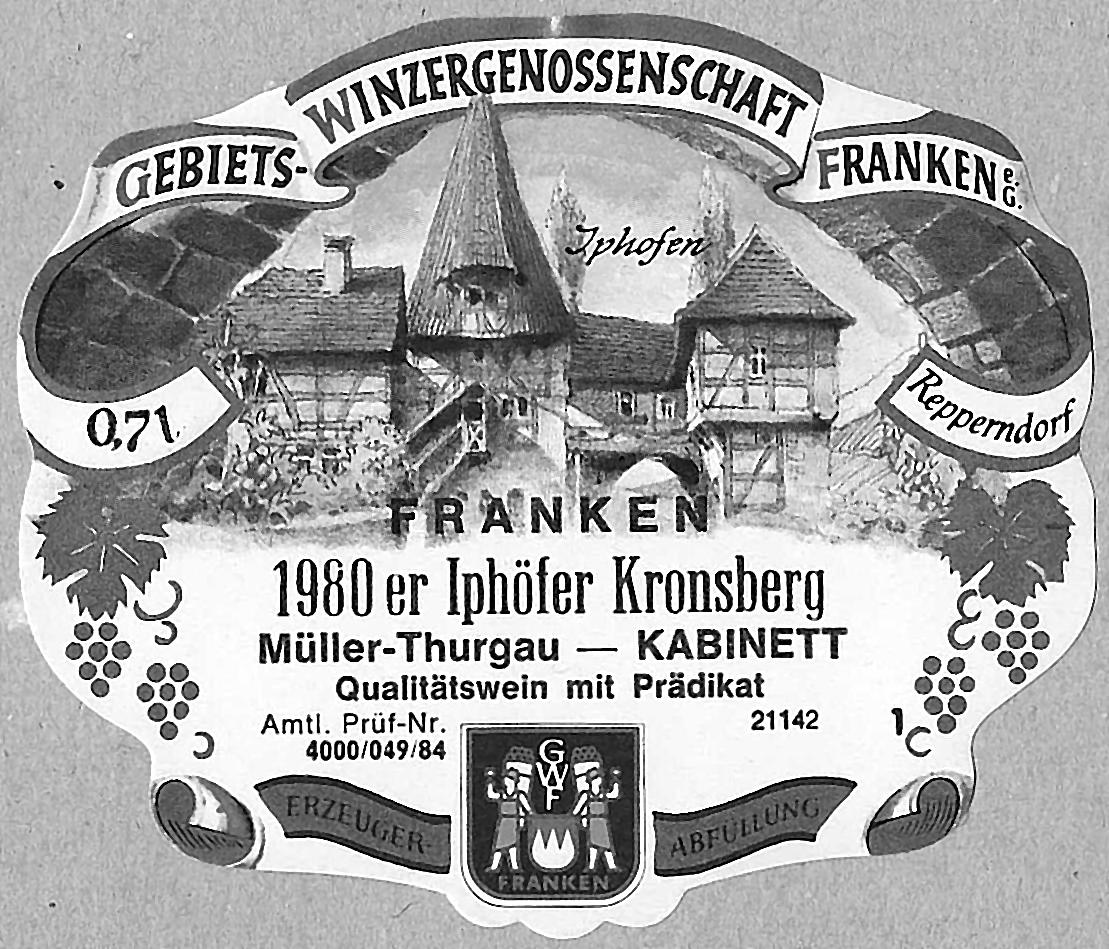 GEBIETS-WINZERGENOSSENSCHAFT FRANKEN e.G.
Iphofen
0,7l
Repperndorf
FRANKEN
1980er Iphöfer Kronsberg
Müller-Thurgau — KABINETT
Qualitätswein mit Prädikat
Amtl. Prüf-Nr. 21142
4000/049/84
GWF
FRANKEN
ERZEUGER-ABFÜLLUNG